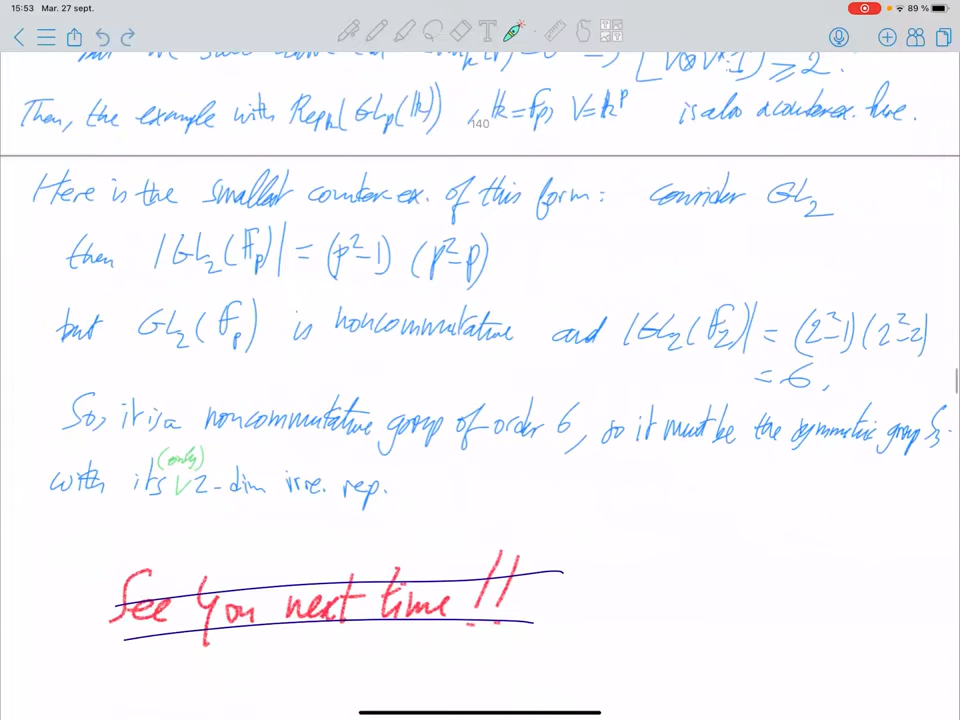 15:53 Mar. 27 sept.
89 %
[V⊗V*:1] ⩾ 2.
Then, the example with Rep_k(GL_p(k)), k=F_p, V=k^p is also a counterex. here.
140
Here is the smallest counter ex. of this form: consider GL_2
then |GL_2(F_p)| = (p^2-1) (p^2-p)
but GL_2(F_p) is noncommutative and |GL_2(F_2)| = (2^2-1)(2^2-2)
= 6.
So, it is a noncommutative group of order 6, so it must be the symmetric group S_3.
(only)
with its 2-dim irre. rep.
See You next time !!